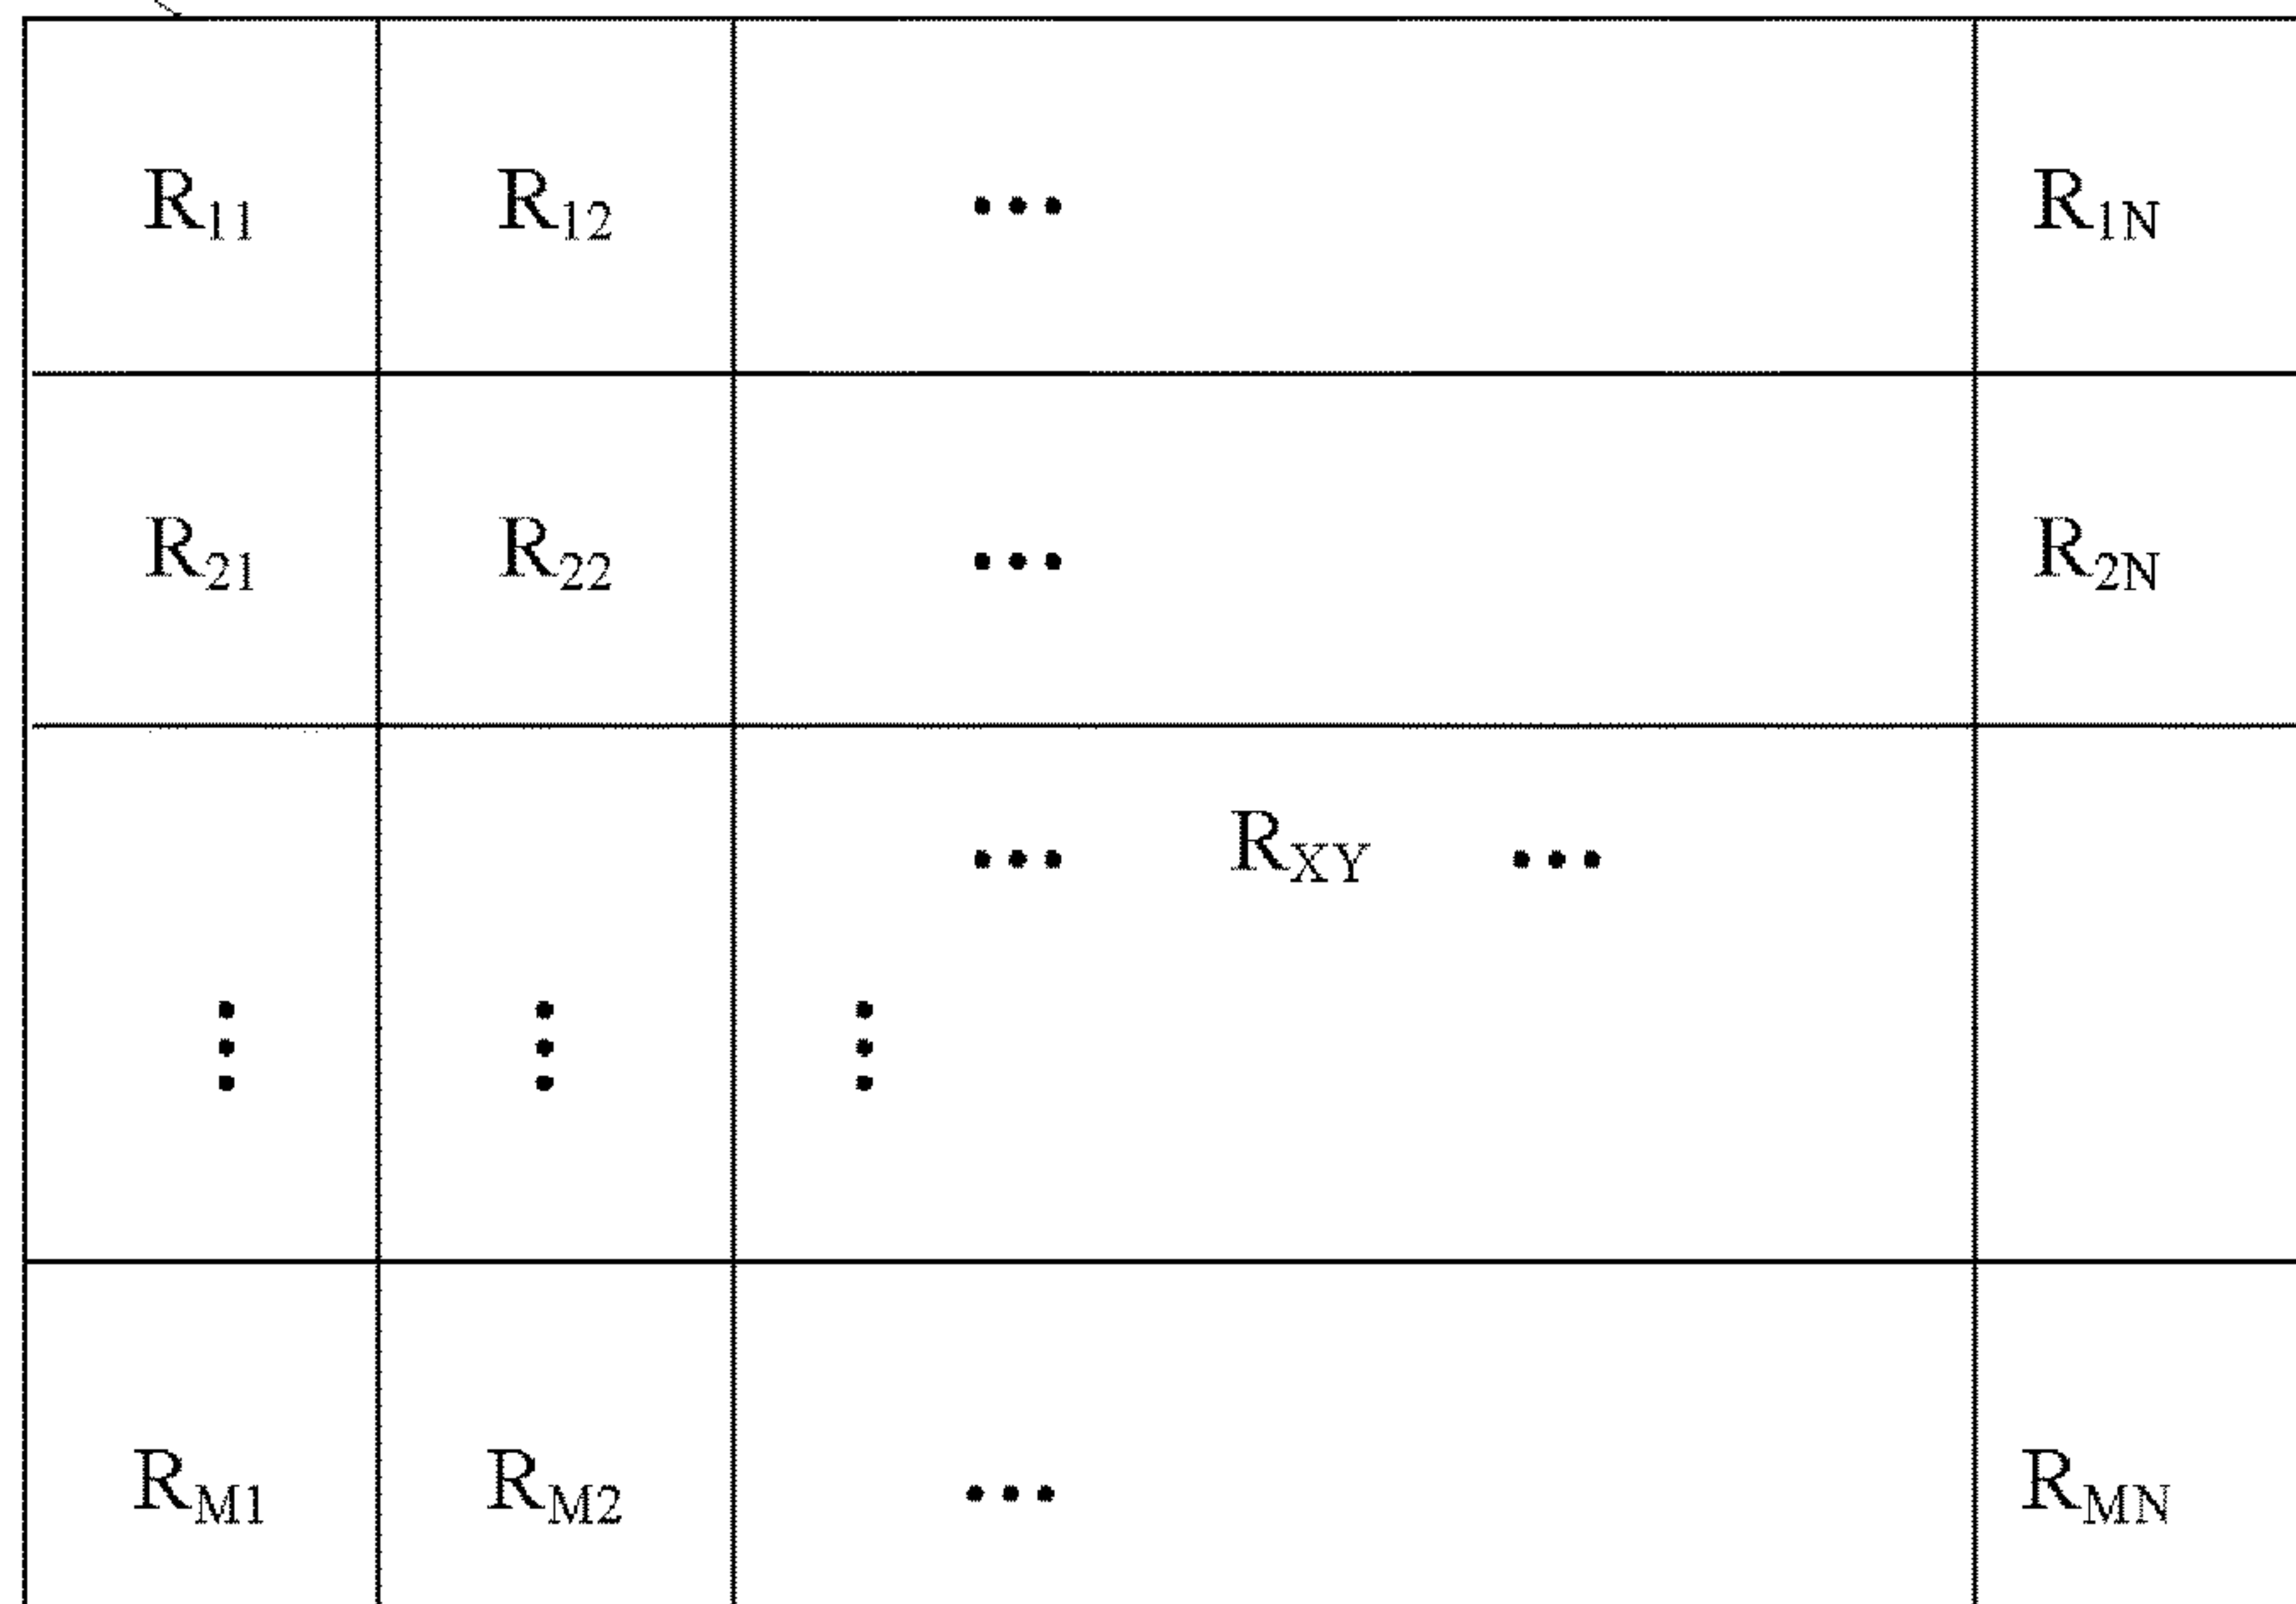 R₁₁ R₁₂ ... R₁N
R₂₁ R₂₂ ... R₂N
... RXY ...
⋮ ⋮ ⋮
RM1 RM2 ... RMN